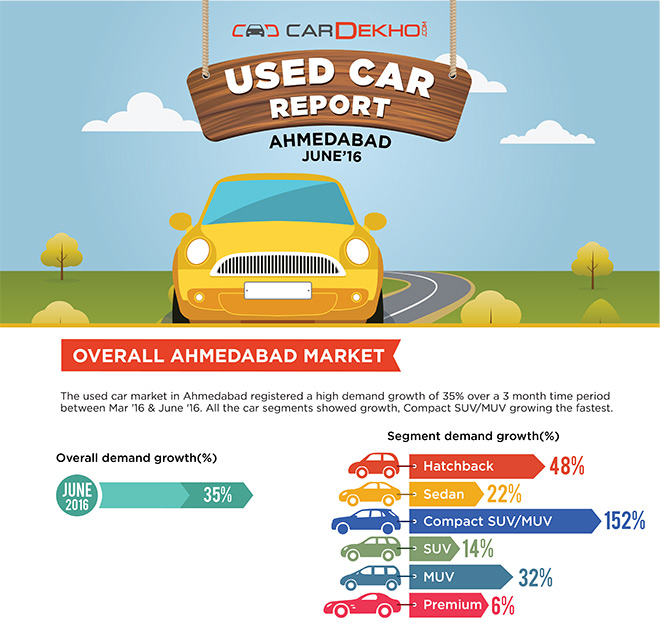 CARDEKHO.COM
USED CAR
REPORT
AHMEDABAD
JUNE'16
OVERALL AHMEDABAD MARKET
The used car market in Ahmedabad registered a high demand growth of 35% over a 3 month time period
between Mar '16 & June '16. All the car segments showed growth, Compact SUV/MUV growing the fastest.
Overall demand growth(%)
JUNE
2016
35%
Segment demand growth(%)
Hatchback 48%
Sedan 22%
Compact SUV/MUV 152%
SUV 14%
MUV 32%
Premium 6%